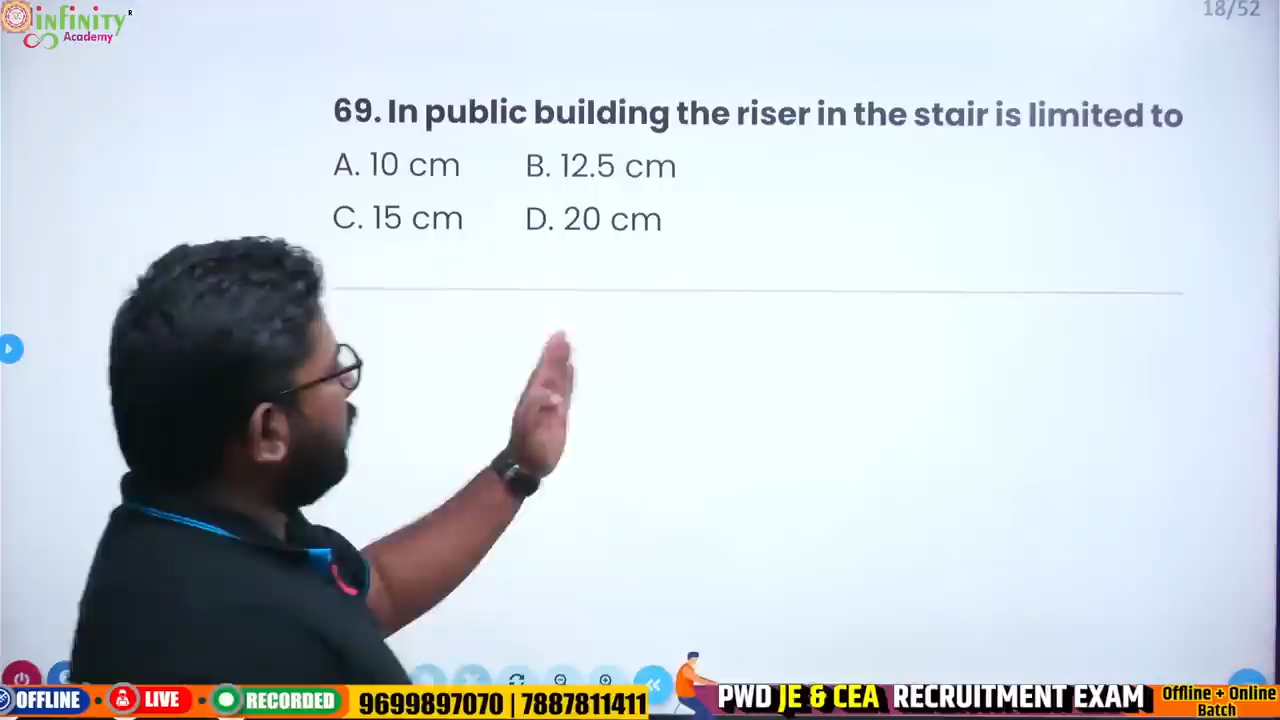 infinity
Academy
18/52
69. In public building the riser in the stair is limited to
A. 10 cm B. 12.5 cm
C. 15 cm D. 20 cm
OFFLINE • LIVE • RECORDED 9699897070 | 7887811411 PWD JE & CEA RECRUITMENT EXAM Offline + Online
Batch